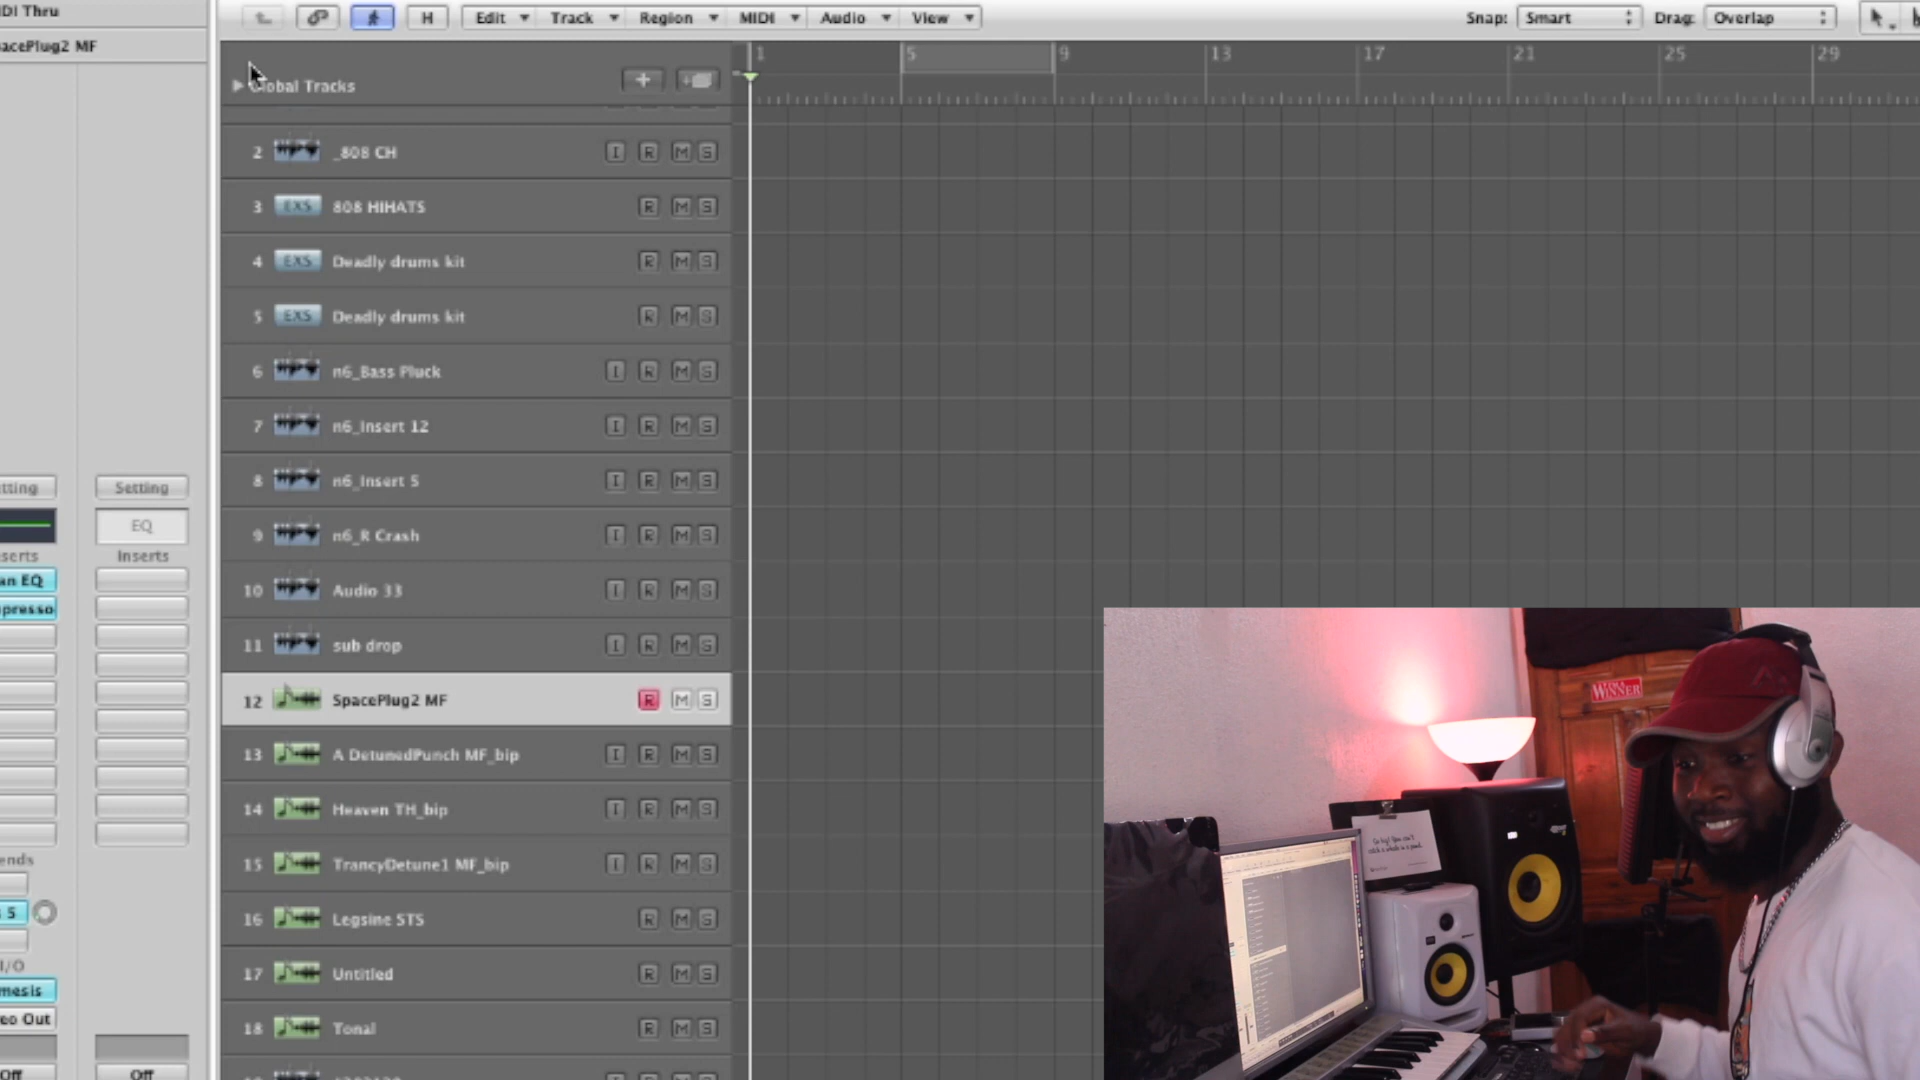 IDI Thru
acePlug2 MF
H
Edit
Track
Region
MIDI
Audio
View
Snap: Smart
Drag: Overlap
Global Tracks
1 5 9 13 17 21 25 29
2 _808 CH I R M S
3 EXS 808 HIHATS R M S
4 EXS Deadly drums kit R M S
5 EXS Deadly drums kit R M S
6 n6_Bass Pluck I R M S
7 n6_Insert 12 I R M S
8 n6_Insert 5 I R M S
9 n6_R Crash I R M S
10 Audio 33 I R M S
11 sub drop I R M S
12 SpacePlug2 MF R M S
13 A DetunedPunch MF_bip I R M S
14 Heaven TH_bip I R M S
15 TrancyDetune1 MF_bip I R M S
16 Legsine STS R M S
17 Untitled R M S
18 Tonal R M S
tting Setting
EQ
serts Inserts
an EQ
presso
ends
s 5
I/O
mesis
reo Out
Off Off
WINNER